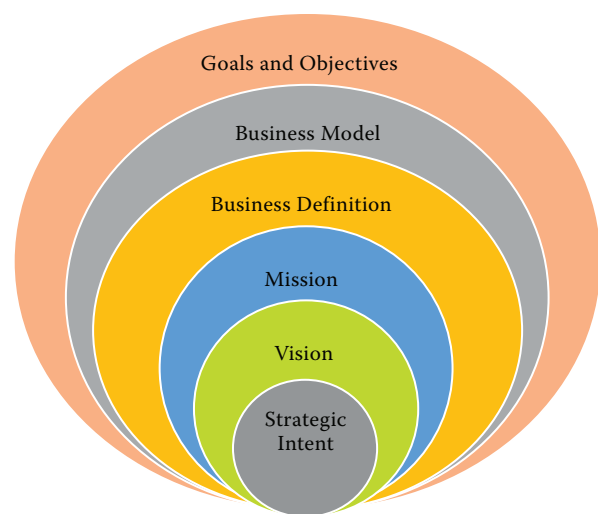 Goals and Objectives
Business Model
Business Definition
Mission
Vision
Strategic
Intent